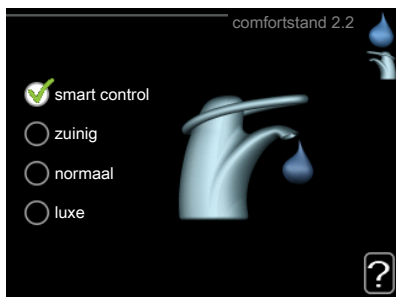 comfortstand 2.2
smart control
zuinig
normaal
luxe
?